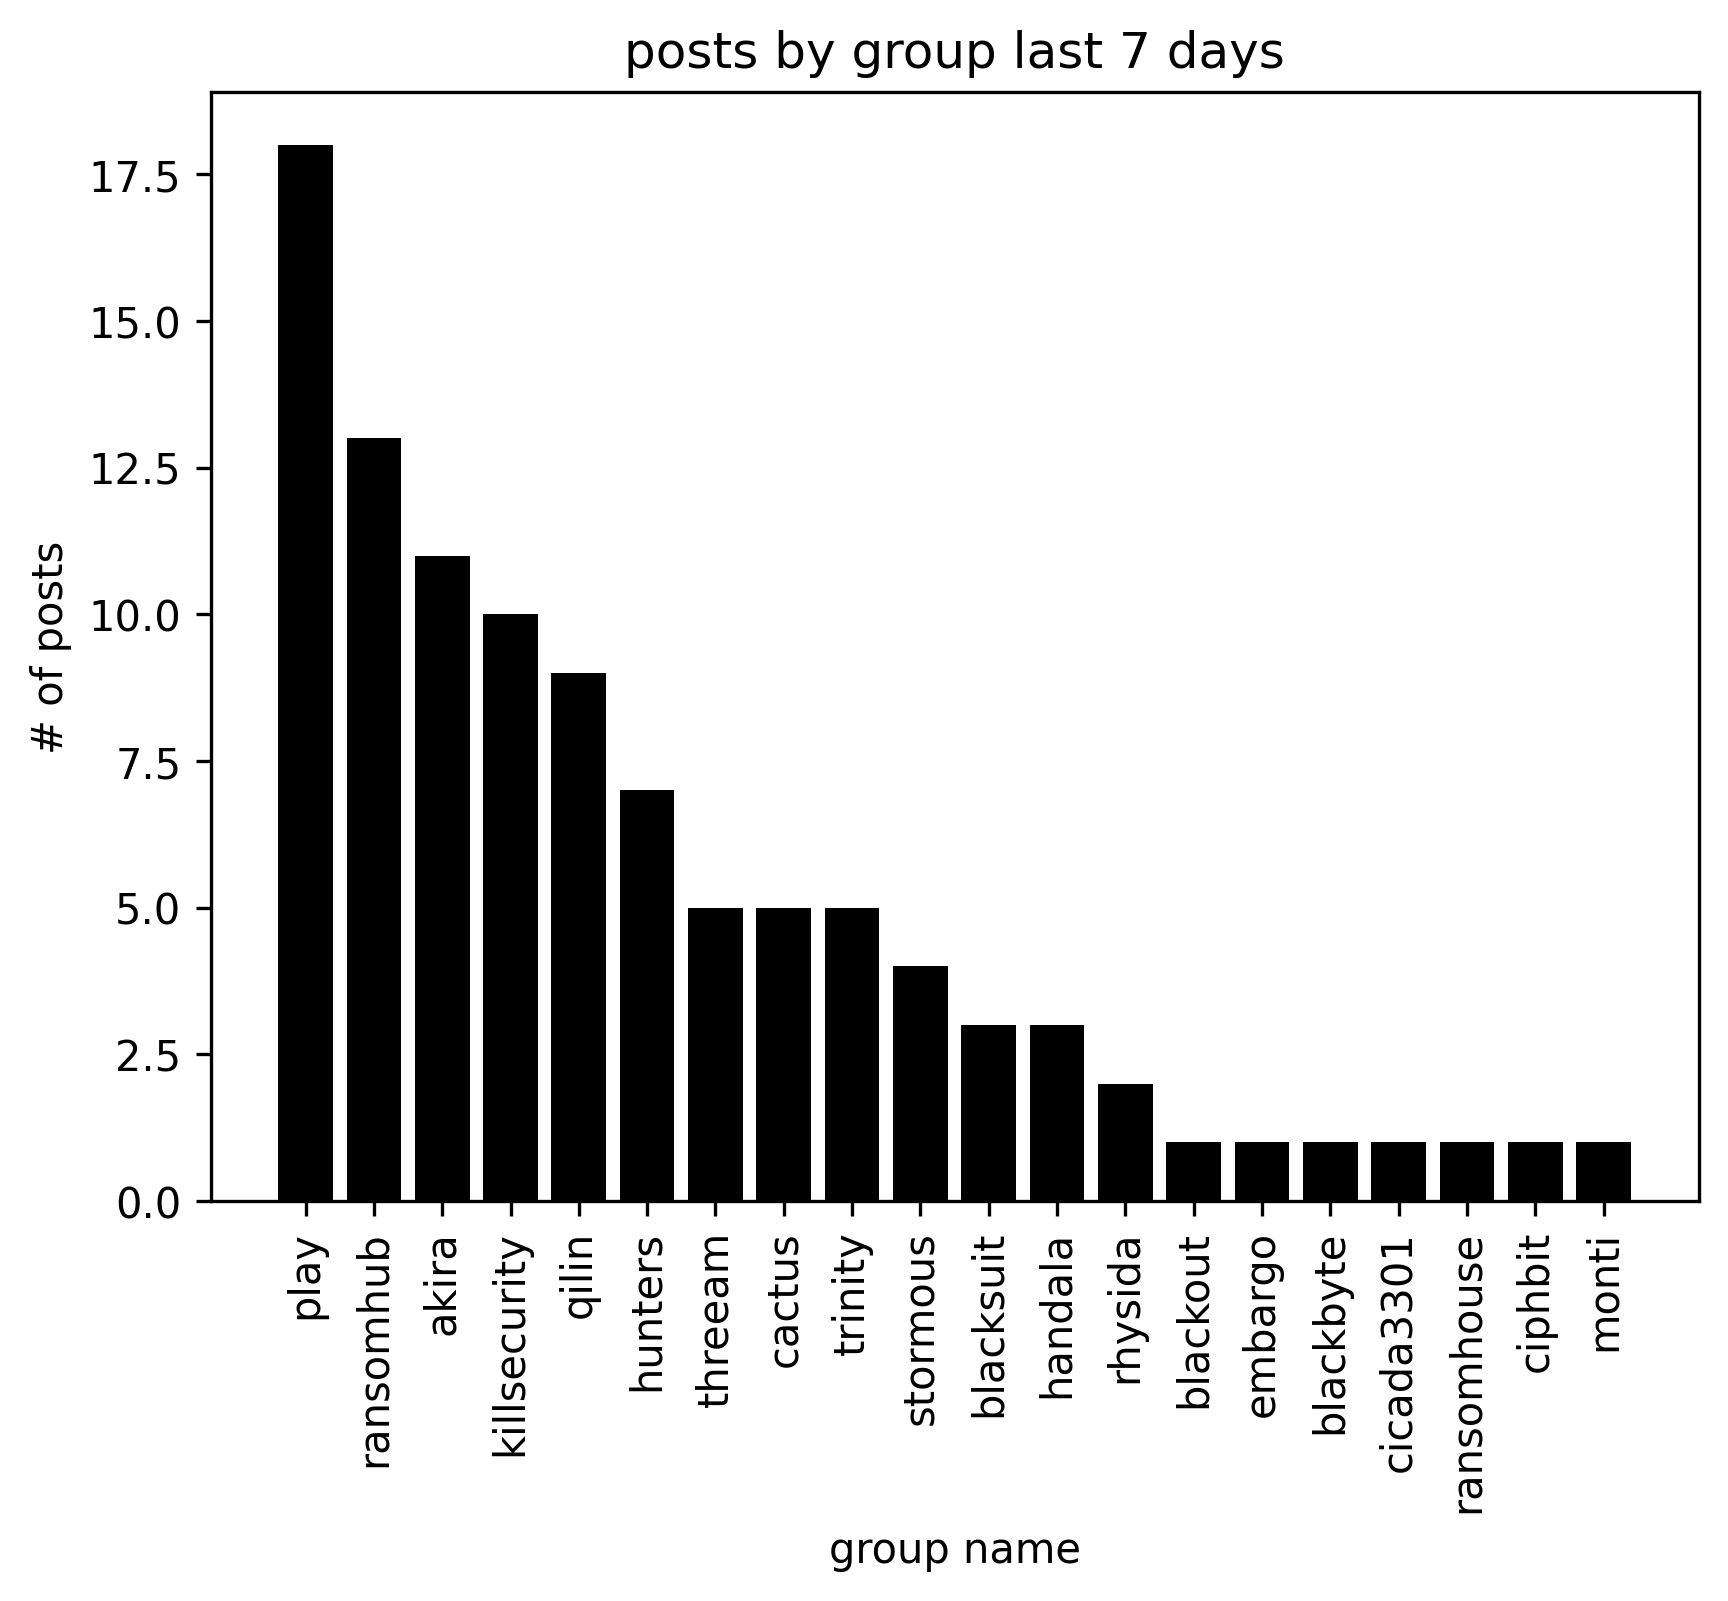 posts by group last 7 days
# of posts
17.5
15.0
12.5
10.0
7.5
5.0
2.5
0.0
play
ransomhub
akira
killsecurity
qilin
hunters
threeam
cactus
trinity
stormous
blacksuit
handala
rhysida
blackout
embargo
blackbyte
cicada3301
ransomhouse
ciphbit
monti
group name